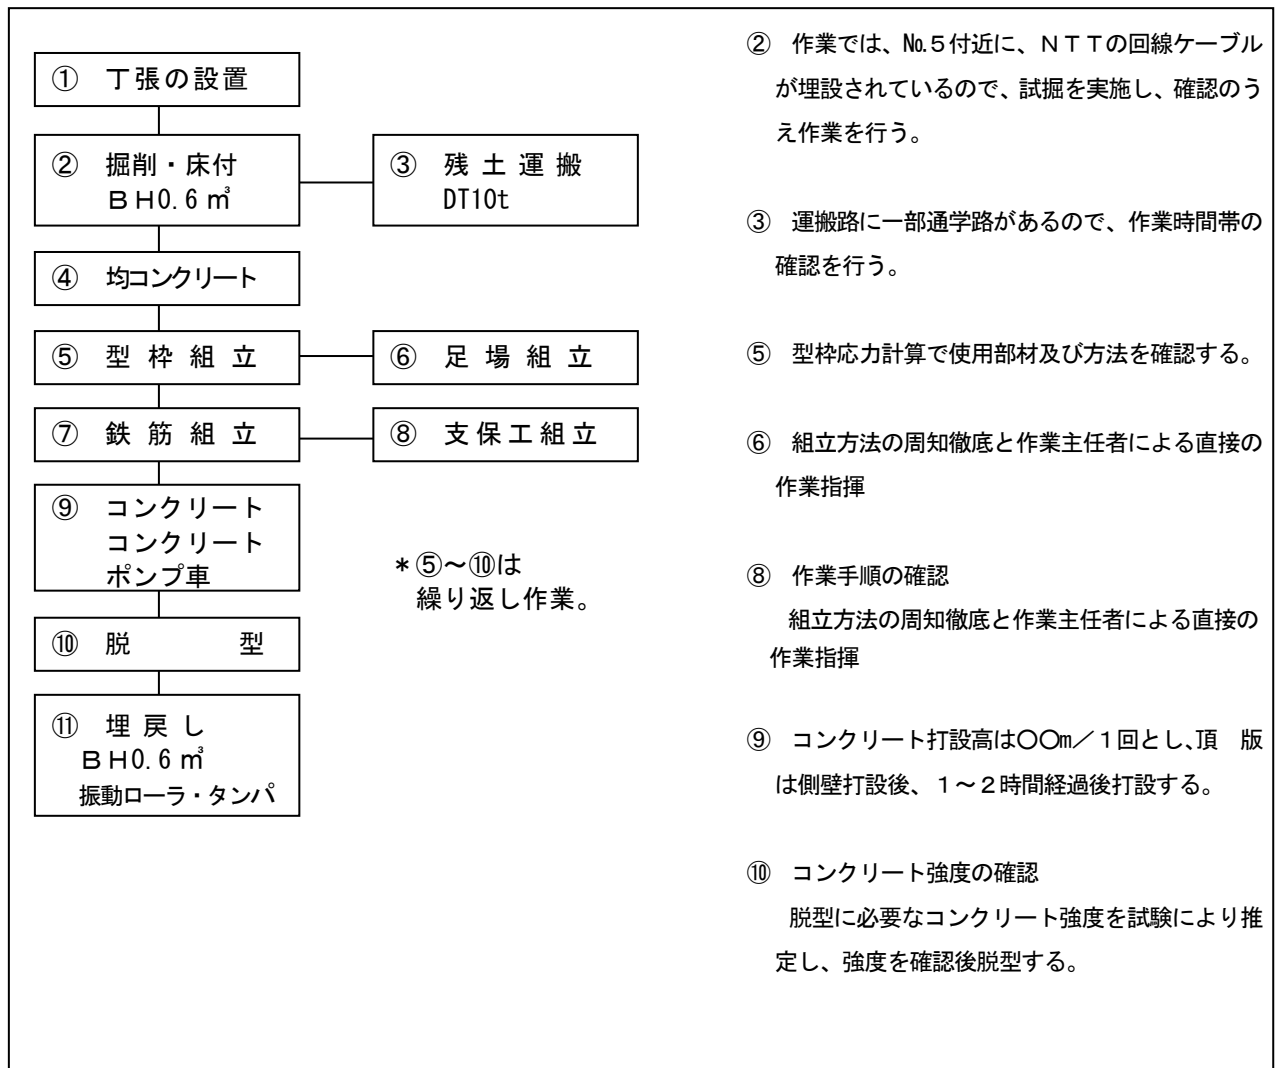 ① 丁張の設置
② 掘削・床付
ＢＨ0.6㎥
③ 残土運搬
DT10t
④ 均コンクリート
⑤ 型枠組立
⑥ 足場組立
⑦ 鉄筋組立
⑧ 支保工組立
⑨ コンクリート
コンクリート
ポンプ車
＊⑤～⑩は
繰り返し作業。
⑩ 脱　　　型
⑪ 埋戻し
ＢＨ0.6㎥
振動ローラ・タンパ
② 作業では、№５付近に、ＮＴＴの回線ケーブル
が埋設されているので、試掘を実施し、確認のう
え作業を行う。
③ 運搬路に一部通学路があるので、作業時間帯の
確認を行う。
⑤ 型枠応力計算で使用部材及び方法を確認する。
⑥ 組立方法の周知徹底と作業主任者による直接の
作業指揮
⑧ 作業手順の確認
組立方法の周知徹底と作業主任者による直接の
作業指揮
⑨ コンクリート打設高は〇〇m／１回とし、頂　版
は側壁打設後、１～２時間経過後打設する。
⑩ コンクリート強度の確認
脱型に必要なコンクリート強度を試験により推
定し、強度を確認後脱型する。